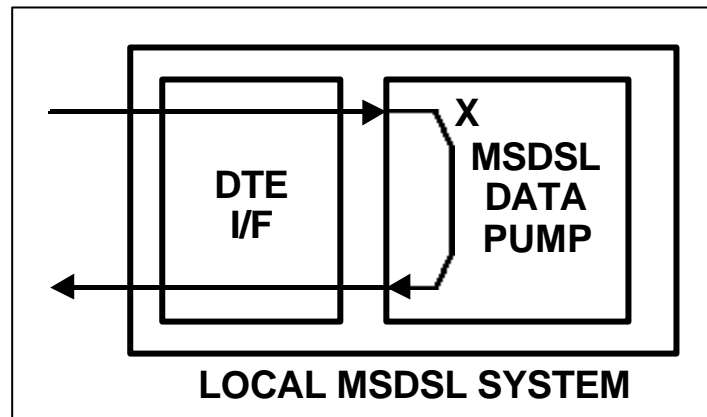 X
MSDSL
DTE
DATA
I/F
PUMP
LOCAL MSDSL SYSTEM